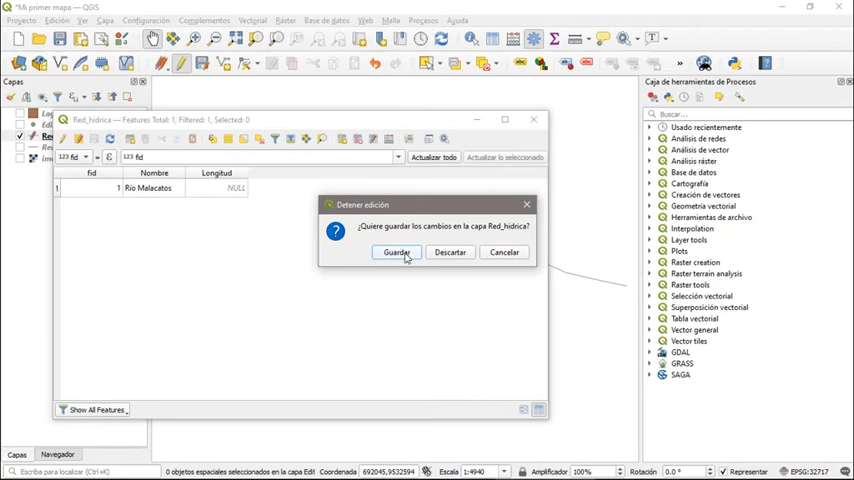 *Mi primer mapa — QGIS
Proyecto Edición Ver Capa Configuración Complementos Vectorial Ráster Base de datos Web Malla Procesos Ayuda
Capas
Caja de herramientas de Procesos
Buscar...
Usado recientemente
Análisis de redes
Análisis de vector
Análisis ráster
Base de datos
Cartografía
Creación de vectores
Geometría vectorial
Herramientas de archivo
Interpolation
Layer tools
Plots
Raster creation
Raster terrain analysis
Raster tools
Selección vectorial
Superposición vectorial
Tabla vectorial
Vector general
Vector tiles
GDAL
GRASS
SAGA
Red_hidrica — Features Total: 1, Filtered: 1, Selected: 0
123 fid = ε 123 fid Actualizar todo Actualizar lo seleccionado
fid Nombre Longitud
1 1 Río Malacatos NULL
Detener edición
¿Quiere guardar los cambios en la capa Red_hidrica?
Guardar Descartar Cancelar
Show All Features
Capas Navegador
Escriba para localizar (Ctrl+K) 0 objetos espaciales seleccionados en la capa Edif Coordenada 692045,9532594 Escala 1:4940 Amplificador 100% Rotación 0.0 ° Representar EPSG:32717